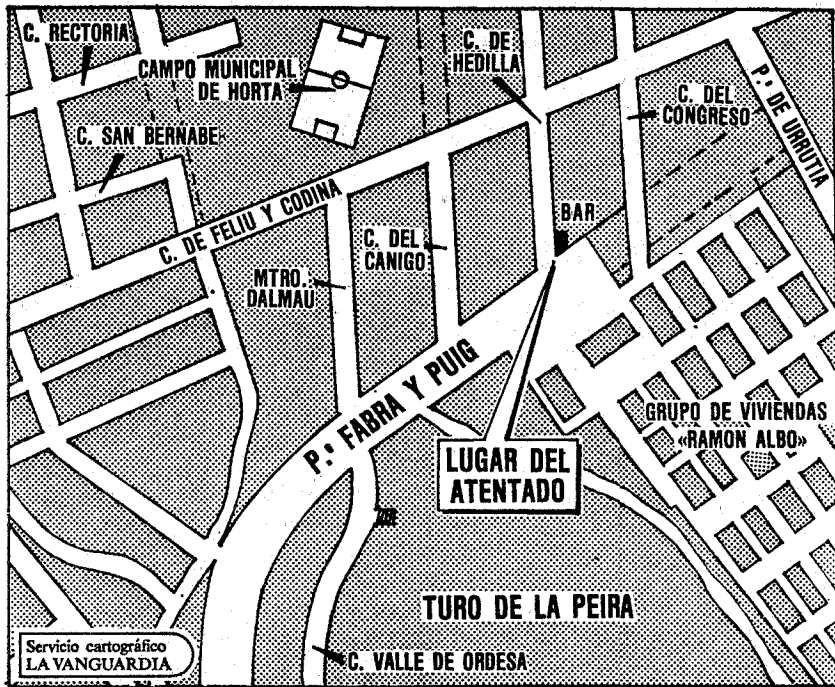 C. RECTORIA
CAMPO MUNICIPAL
DE HORTA
C. DE
HEDILLA
C. DEL
CONGRESO
P.º DE URRUTIA
C. SAN BERNABE
C. DE FELIU Y CODINA
BAR
C. DEL
CANIGO
MTRO.
DALMAU
P.º FABRA Y PUIG
GRUPO DE VIVIENDAS
«RAMON ALBO»
LUGAR DEL
ATENTADO
TURO DE LA PEIRA
C. VALLE DE ORDESA
Servicio cartográfico
LA VANGUARDIA